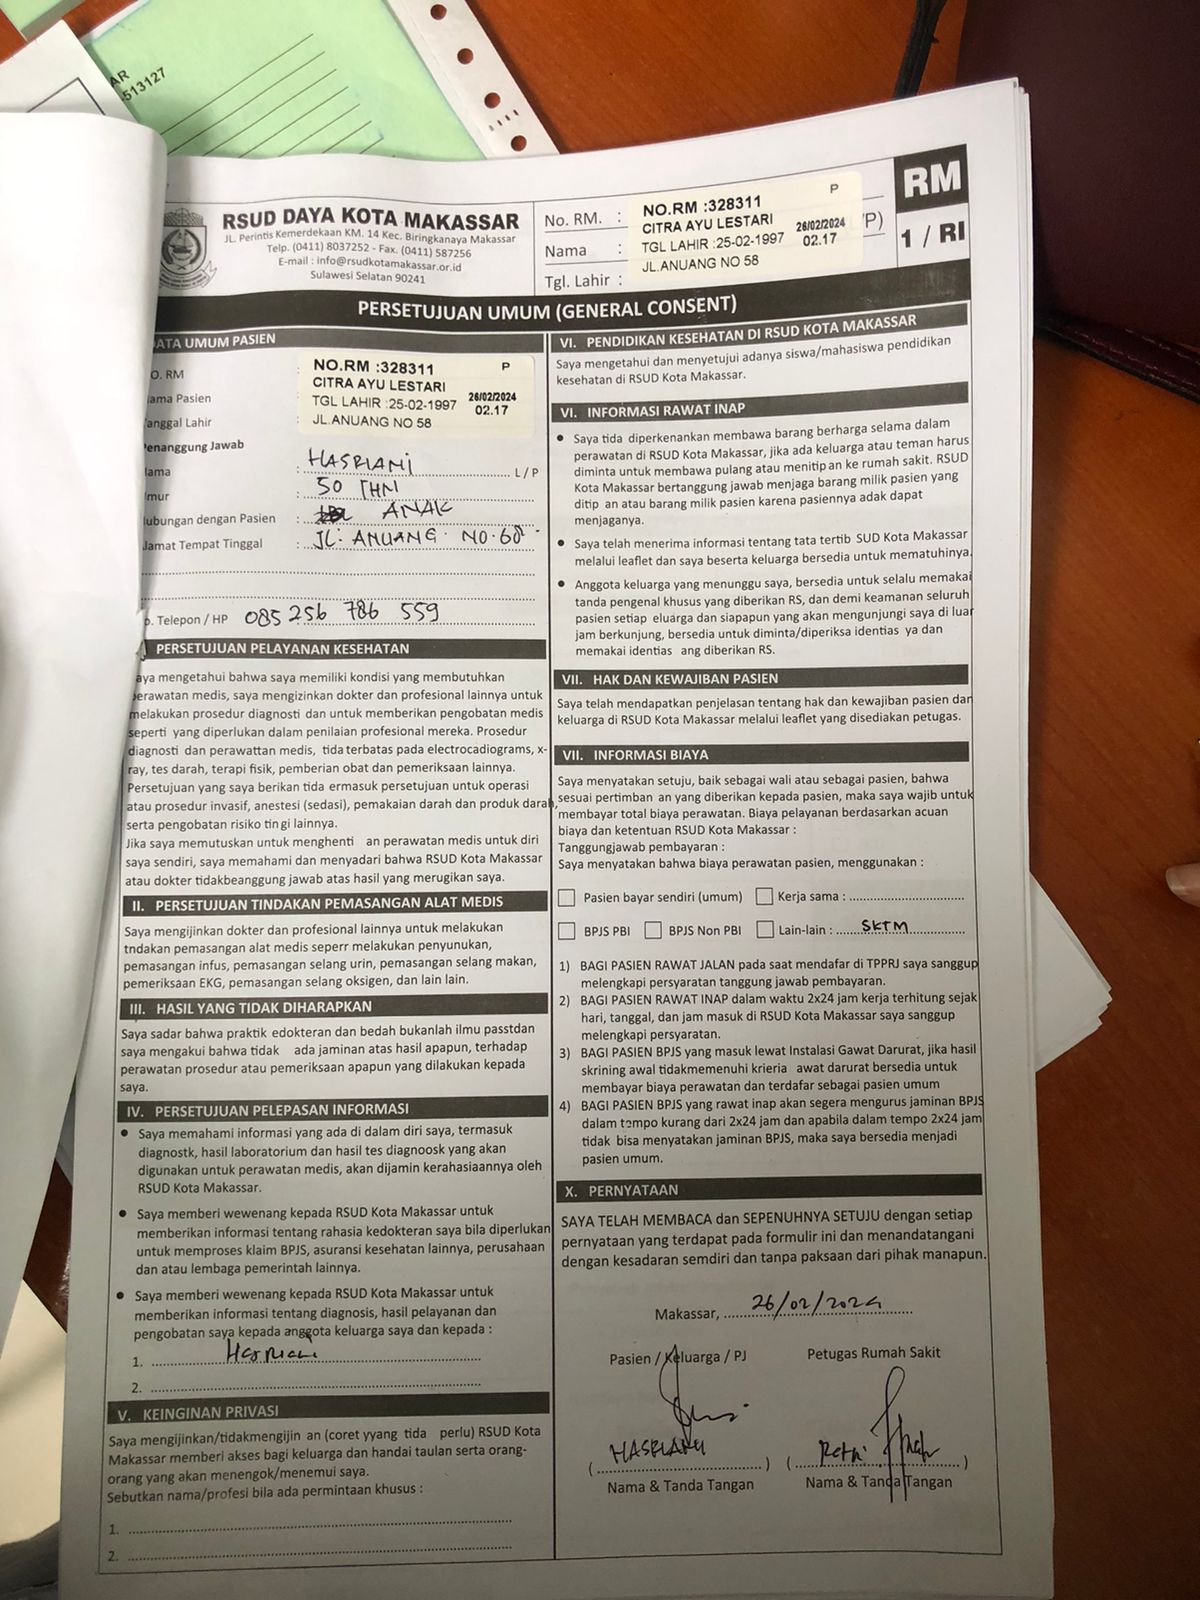 AR
-513127
RSUD DAYA KOTA MAKASSAR
JL. Perintis Kemerdekaan KM. 14 Kec. Biringkanaya Makassar
Telp. (0411) 8037252 - Fax. (0411) 587256
E-mail : info@rsudkotamakassar.or.id
Sulawesi Selatan 90241
No. RM. :
Nama :
Tgl. Lahir :
NO.RM :328311 P
CITRA AYU LESTARI
TGL LAHIR :25-02-1997 26/02/2024
JL.ANUANG NO 58 02.17
/P)
RM
1 / RI
PERSETUJUAN UMUM (GENERAL CONSENT)
ATA UMUM PASIEN
O. RM
ama Pasien
anggal Lahir
NO.RM :328311 P
CITRA AYU LESTARI
TGL LAHIR :25-02-1997 26/02/2024
JL.ANUANG NO 58 02.17
enanggung Jawab
ama : HASRIANI L / P
mur : 50 THN
ubungan dengan Pasien : ANAK
lamat Tempat Tinggal : JL. ANUANG NO.68
. Telepon / HP 085 256 786 559
PERSETUJUAN PELAYANAN KESEHATAN
aya mengetahui bahwa saya memiliki kondisi yang membutuhkan
erawatan medis, saya mengizinkan dokter dan profesional lainnya untuk
melakukan prosedur diagnosti dan untuk memberikan pengobatan medis
seperti yang diperlukan dalam penilaian profesional mereka. Prosedur
diagnosti dan perawattan medis, tida terbatas pada electrocadiograms, x-
ray, tes darah, terapi fisik, pemberian obat dan pemeriksaan lainnya.
Persetujuan yang saya berikan tida ermasuk persetujuan untuk operasi
atau prosedur invasif, anestesi (sedasi), pemakaian darah dan produk darah,
serta pengobatan risiko tin gi lainnya.
Jika saya memutuskan untuk menghenti an perawatan medis untuk diri
saya sendiri, saya memahami dan menyadari bahwa RSUD Kota Makassar
atau dokter tidakbeanggung jawab atas hasil yang merugikan saya.
II. PERSETUJUAN TINDAKAN PEMASANGAN ALAT MEDIS
Saya mengijinkan dokter dan profesional lainnya untuk melakukan
tndakan pemasangan alat medis seperr melakukan penyunukan,
pemasangan infus, pemasangan selang urin, pemasangan selang makan,
pemeriksaan EKG, pemasangan selang oksigen, dan lain lain.
III. HASIL YANG TIDAK DIHARAPKAN
Saya sadar bahwa praktik edokteran dan bedah bukanlah ilmu passtdan
saya mengakui bahwa tidak ada jaminan atas hasil apapun, terhadap
perawatan prosedur atau pemeriksaan apapun yang dilakukan kepada
saya.
IV. PERSETUJUAN PELEPASAN INFORMASI
● Saya memahami informasi yang ada di dalam diri saya, termasuk
diagnostk, hasil laboratorium dan hasil tes diagnoosk yang akan
digunakan untuk perawatan medis, akan dijamin kerahasiaannya oleh
RSUD Kota Makassar.
● Saya memberi wewenang kepada RSUD Kota Makassar untuk
memberikan informasi tentang rahasia kedokteran saya bila diperlukan
untuk memproses klaim BPJS, asuransi kesehatan lainnya, perusahaan
dan atau lembaga pemerintah lainnya.
● Saya memberi wewenang kepada RSUD Kota Makassar untuk
memberikan informasi tentang diagnosis, hasil pelayanan dan
pengobatan saya kepada anggota keluarga saya dan kepada :
1. Hasriani
2.
V. KEINGINAN PRIVASI
Saya mengijinkan/tidakmengijin an (coret yyang tida perlu) RSUD Kota
Makassar memberi akses bagi keluarga dan handai taulan serta orang-
orang yang akan menengok/menemui saya.
Sebutkan nama/profesi bila ada permintaan khusus :
1.
2.
VI. PENDIDIKAN KESEHATAN DI RSUD KOTA MAKASSAR
Saya mengetahui dan menyetujui adanya siswa/mahasiswa pendidikan
kesehatan di RSUD Kota Makassar.
VI. INFORMASI RAWAT INAP
● Saya tida diperkenankan membawa barang berharga selama dalam
perawatan di RSUD Kota Makassar, jika ada keluarga atau teman harus
diminta untuk membawa pulang atau menitip an ke rumah sakit. RSUD
Kota Makassar bertanggung jawab menjaga barang milik pasien yang
ditip an atau barang milik pasien karena pasiennya adak dapat
menjaganya.
● Saya telah menerima informasi tentang tata tertib SUD Kota Makassar
melalui leaflet dan saya beserta keluarga bersedia untuk mematuhinya.
● Anggota keluarga yang menunggu saya, bersedia untuk selalu memakai
tanda pengenal khusus yang diberikan RS, dan demi keamanan seluruh
pasien setiap eluarga dan siapapun yang akan mengunjungi saya di luar
jam berkunjung, bersedia untuk diminta/diperiksa identias ya dan
memakai identias ang diberikan RS.
VII. HAK DAN KEWAJIBAN PASIEN
Saya telah mendapatkan penjelasan tentang hak dan kewajiban pasien dan
keluarga di RSUD Kota Makassar melalui leaflet yang disediakan petugas.
VII. INFORMASI BIAYA
Saya menyatakan setuju, baik sebagai wali atau sebagai pasien, bahwa
sesuai pertimban an yang diberikan kepada pasien, maka saya wajib untuk
membayar total biaya perawatan. Biaya pelayanan berdasarkan acuan
biaya dan ketentuan RSUD Kota Makassar :
Tanggungjawab pembayaran :
Saya menyatakan bahwa biaya perawatan pasien, menggunakan :
Pasien bayar sendiri (umum) Kerja sama :
BPJS PBI BPJS Non PBI Lain-lain : SKTM
1) BAGI PASIEN RAWAT JALAN pada saat mendafar di TPPRJ saya sanggup
melengkapi persyaratan tanggung jawab pembayaran.
2) BAGI PASIEN RAWAT INAP dalam waktu 2x24 jam kerja terhitung sejak
hari, tanggal, dan jam masuk di RSUD Kota Makassar saya sanggup
melengkapi persyaratan.
3) BAGI PASIEN BPJS yang masuk lewat Instalasi Gawat Darurat, jika hasil
skrining awal tidakmemenuhi krieria awat darurat bersedia untuk
membayar biaya perawatan dan terdafar sebagai pasien umum
4) BAGI PASIEN BPJS yang rawat inap akan segera mengurus jaminan BPJS
dalam tempo kurang dari 2x24 jam dan apabila dalam tempo 2x24 jam
tidak bisa menyatakan jaminan BPJS, maka saya bersedia menjadi
pasien umum.
X. PERNYATAAN
SAYA TELAH MEMBACA dan SEPENUHNYA SETUJU dengan setiap
pernyataan yang terdapat pada formulir ini dan menandatangani
dengan kesadaran semdiri dan tanpa paksaan dari pihak manapun.
Makassar, 26/02/2024
Pasien / Keluarga / PJ Petugas Rumah Sakit
(HASRIANI) ( )
Nama & Tanda Tangan Nama & Tanda Tangan